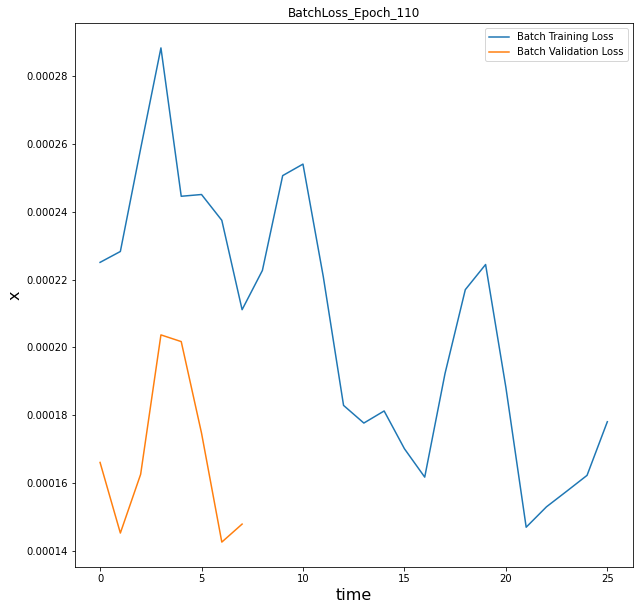 BatchLoss_Epoch_110
Batch Training Loss
Batch Validation Loss
0.00028
0.00026
0.00024
0.00022
0.00020
0.00018
0.00016
0.00014
x
0 5 10 15 20 25
time